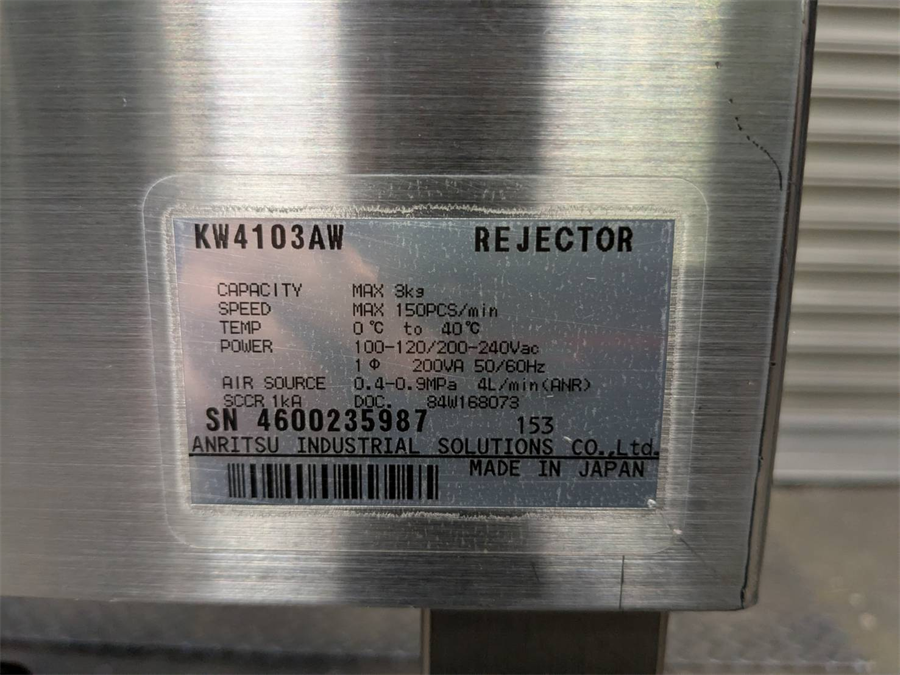 KW4103AW REJECTOR
CAPACITY MAX 3kg
SPEED MAX 150PCS/min
TEMP 0℃ to 40℃
POWER 100-120/200-240Vac
1Φ 200VA 50/60Hz
AIR SOURCE 0.4-0.9MPa 4L/min(ANR)
SCCR 1kA DOC. 84W168073
SN 4600235987 153
ANRITSU INDUSTRIAL SOLUTIONS CO.,Ltd.
MADE IN JAPAN